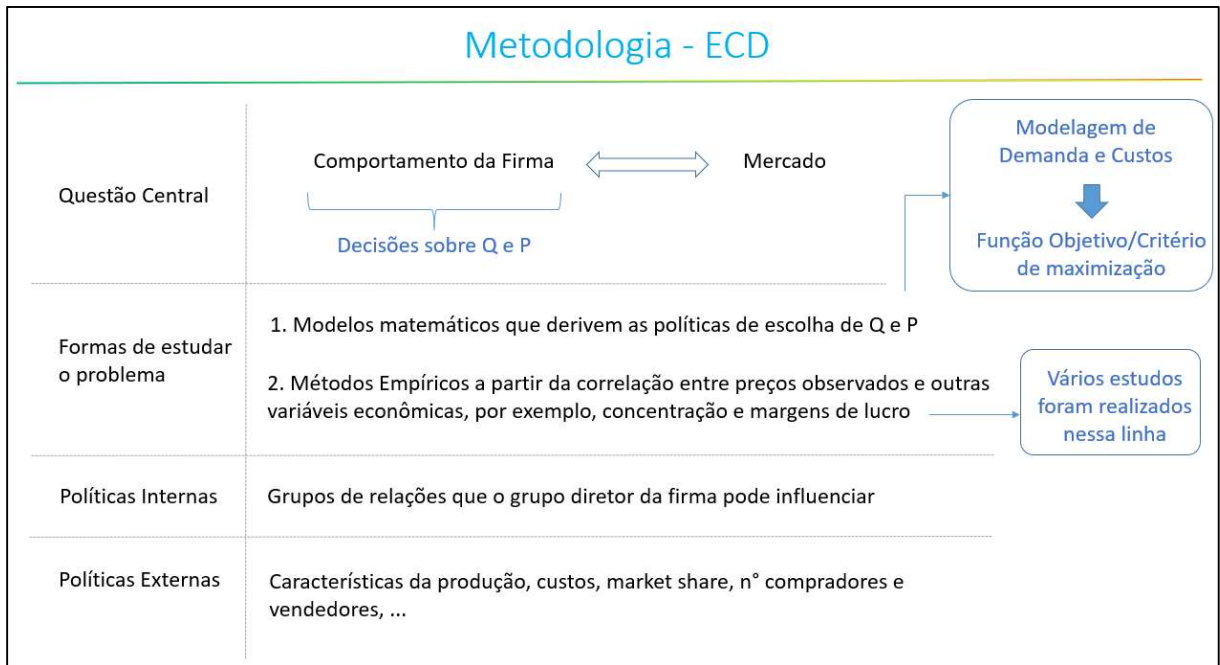 Metodologia - ECD
Questão Central
Comportamento da Firma
Mercado
Decisões sobre Q e P
Modelagem de
Demanda e Custos
Função Objetivo/Critério
de maximização
Formas de estudar
o problema
1. Modelos matemáticos que derivem as políticas de escolha de Q e P
2. Métodos Empíricos a partir da correlação entre preços observados e outras
variáveis econômicas, por exemplo, concentração e margens de lucro
Vários estudos
foram realizados
nessa linha
Políticas Internas
Grupos de relações que o grupo diretor da firma pode influenciar
Políticas Externas
Características da produção, custos, market share, n° compradores e
vendedores, ...